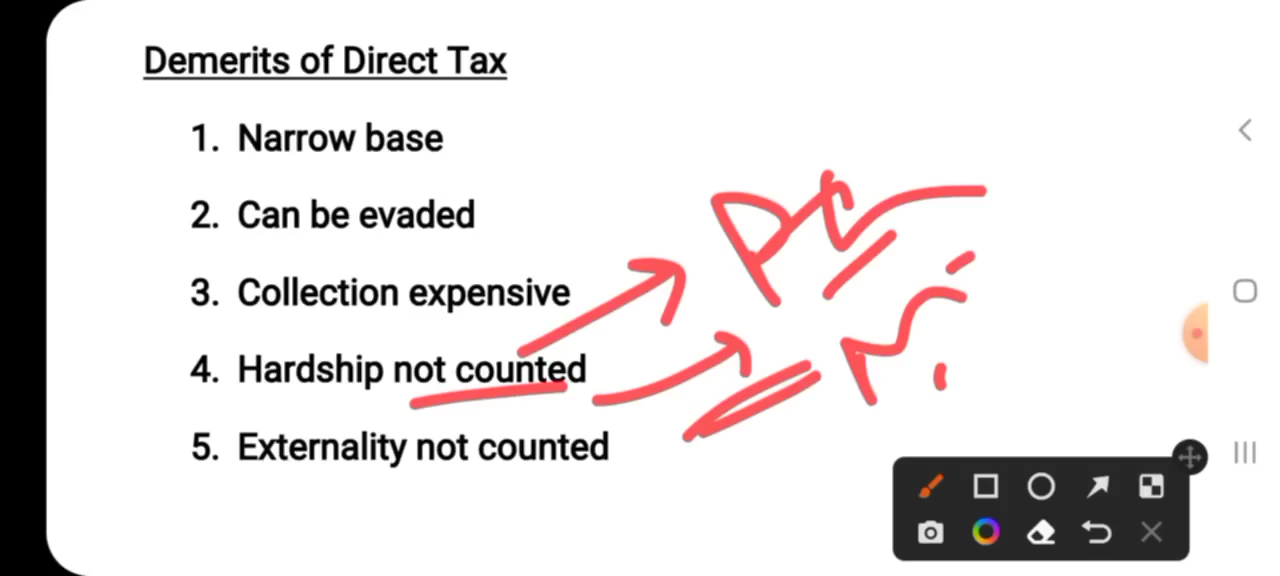 Demerits of Direct Tax
1. Narrow base
2. Can be evaded
3. Collection expensive
4. Hardship not counted
5. Externality not counted